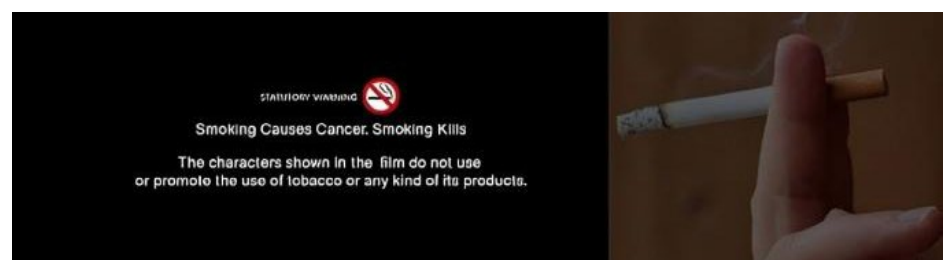 STATUTORY WARNING
Smoking Causes Cancer. Smoking Kills
The characters shown in the film do not use
or promote the use of tobacco or any kind of its products.